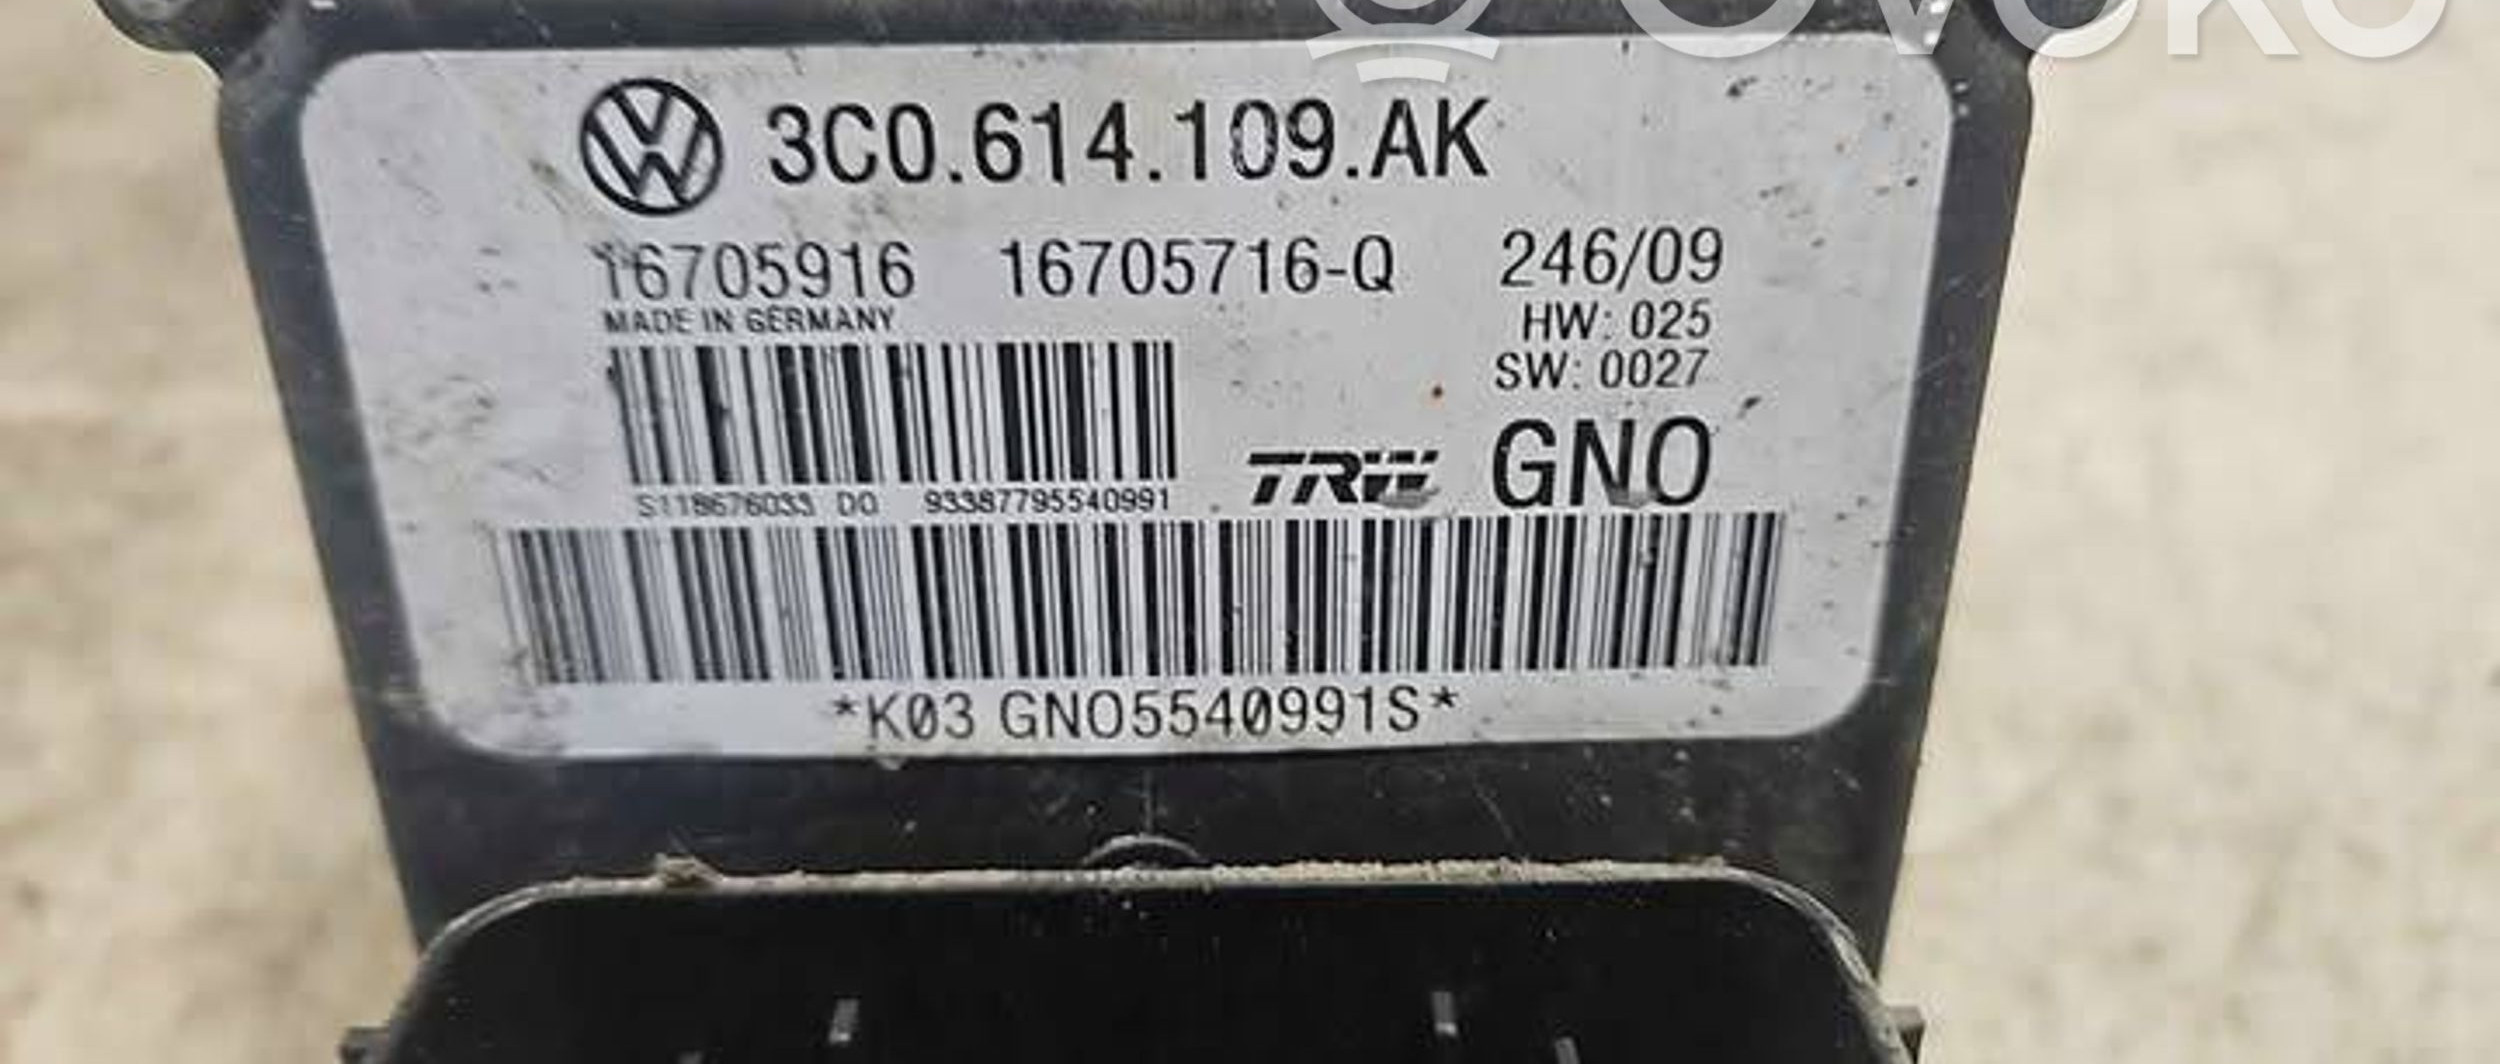 OVOKO
3C0.614.109.AK
16705916 16705716-Q 246/09
MADE IN GERMANY
HW: 025
SW: 0027
TRW GNO
S118676033 D0 93387795540991
*K03 GNO5540991S*